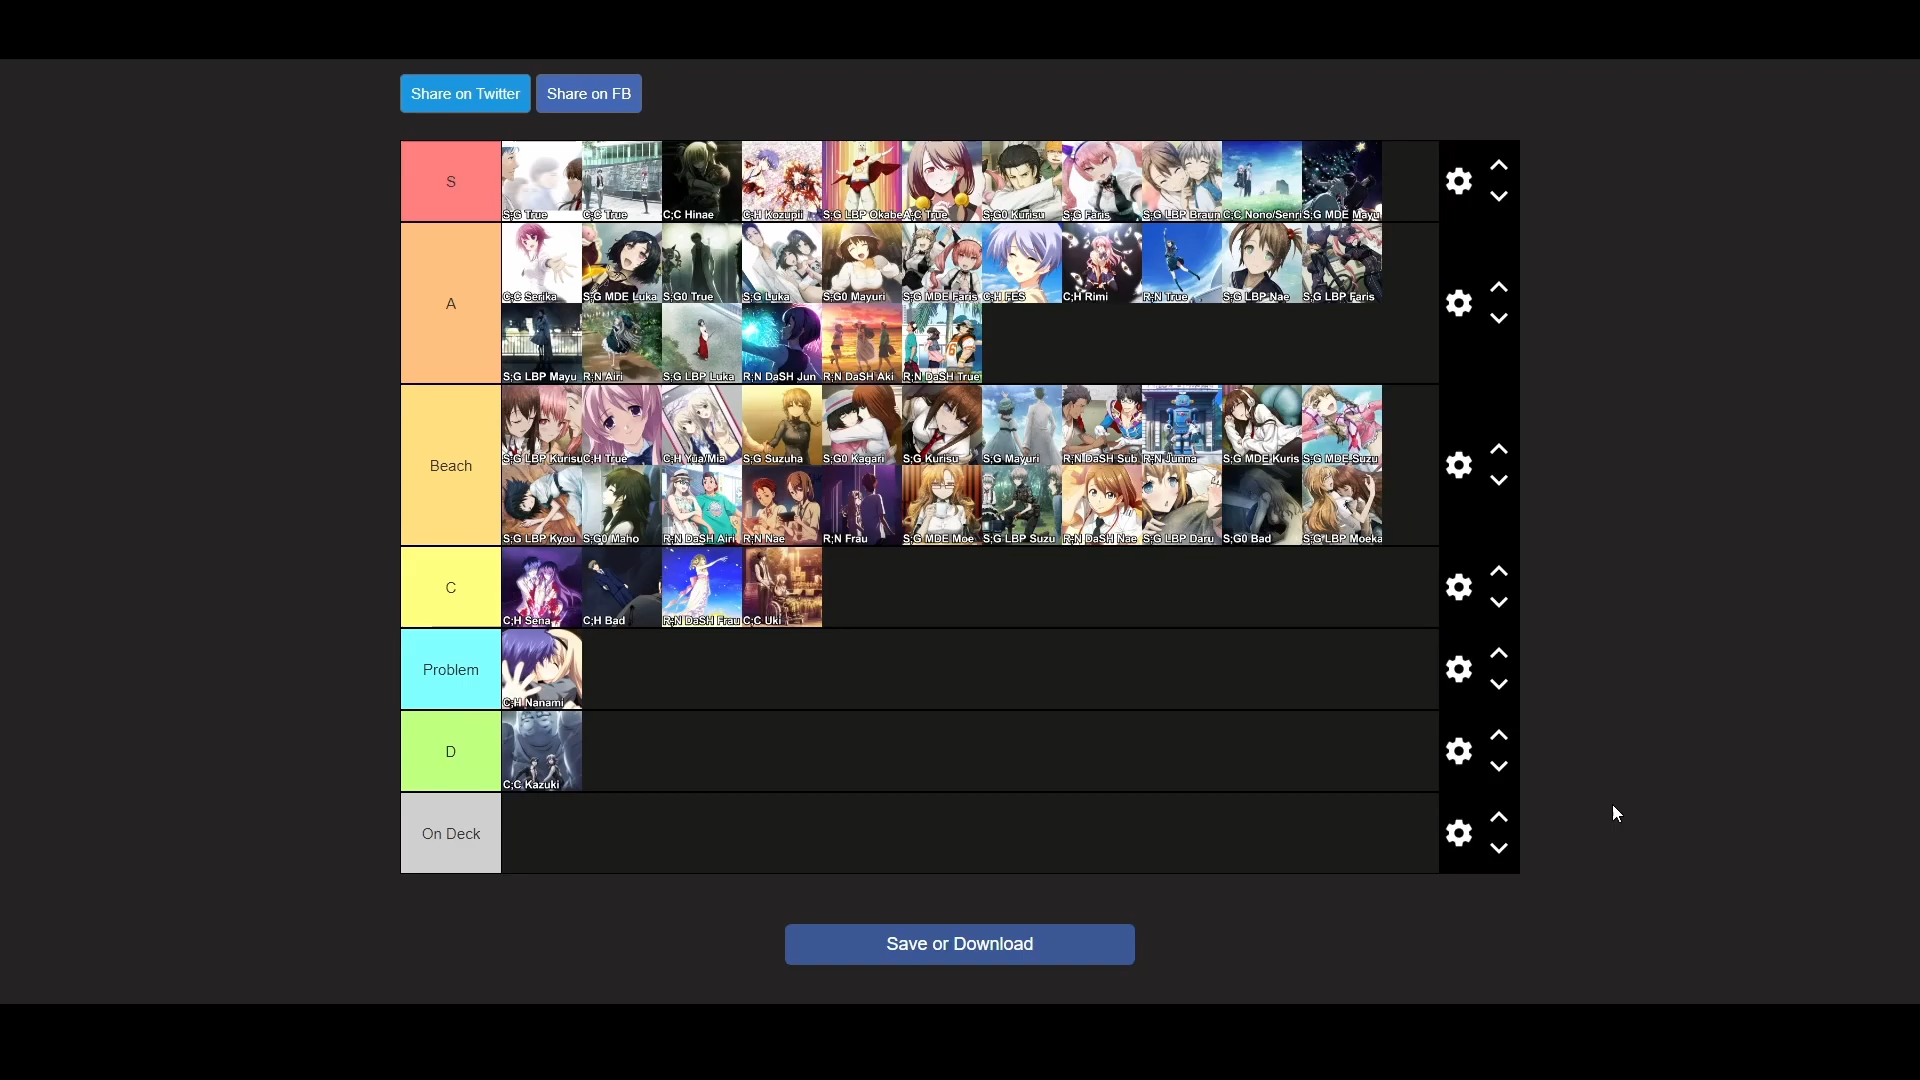 Share on Twitter Share on FB
S
S;G True C;C True C;C Hinae C;H Kozupii S;G LBP Okabe A;C True S;G0 Kurisu S;G Faris S;G LBP Braun C;C Nono/Senri S;G MDE Mayu
A
C;C Serika S;G MDE Luka S;G0 True S;G Luka S;G0 Mayuri S;G MDE Faris C;H FES C;H Rimi R;N True S;G LBP Nae S;G LBP Faris
S;G LBP Mayu R;N Airi S;G LBP Luka R;N DaSH Jun R;N DaSH Aki R;N DaSH True
Beach
S;G LBP Kurisu C;H True C;H Yua/Mia S;G Suzuha S;G0 Kagari S;G Kurisu S;G Mayuri R;N DaSH Sub R;N Junna S;G MDE Kuris S;G MDE Suzu
S;G LBP Kyou S;G0 Maho R;N DaSH Airi R;N Nae R;N Frau S;G MDE Moe S;G LBP Suzu R;N DaSH Nae S;G LBP Daru S;G0 Bad S;G LBP Moeka
C
C;H Sena C;H Bad R;N DaSH Frau C;C Uki
Problem
C;H Nanami
D
C;C Kazuki
On Deck
Save or Download